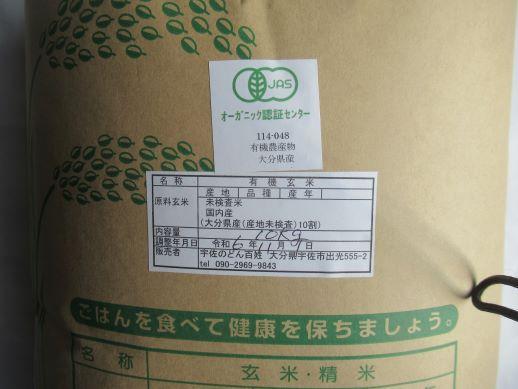 JAS
オーガニック認証センター
114-048
有機農産物
大分県産
名称 有機玄米
原料玄米 産地 品種 産年
未検査米
国内産
(大分県産(産地未検査)10割)
内容量 10Kg
調整年月日 令和6年11月9日
販売者 宇佐のどん百姓 大分県宇佐市出光555-2
tel 090-2969-9843
ごはんを食べて健康を保ちましょう。
名称 玄米・精米